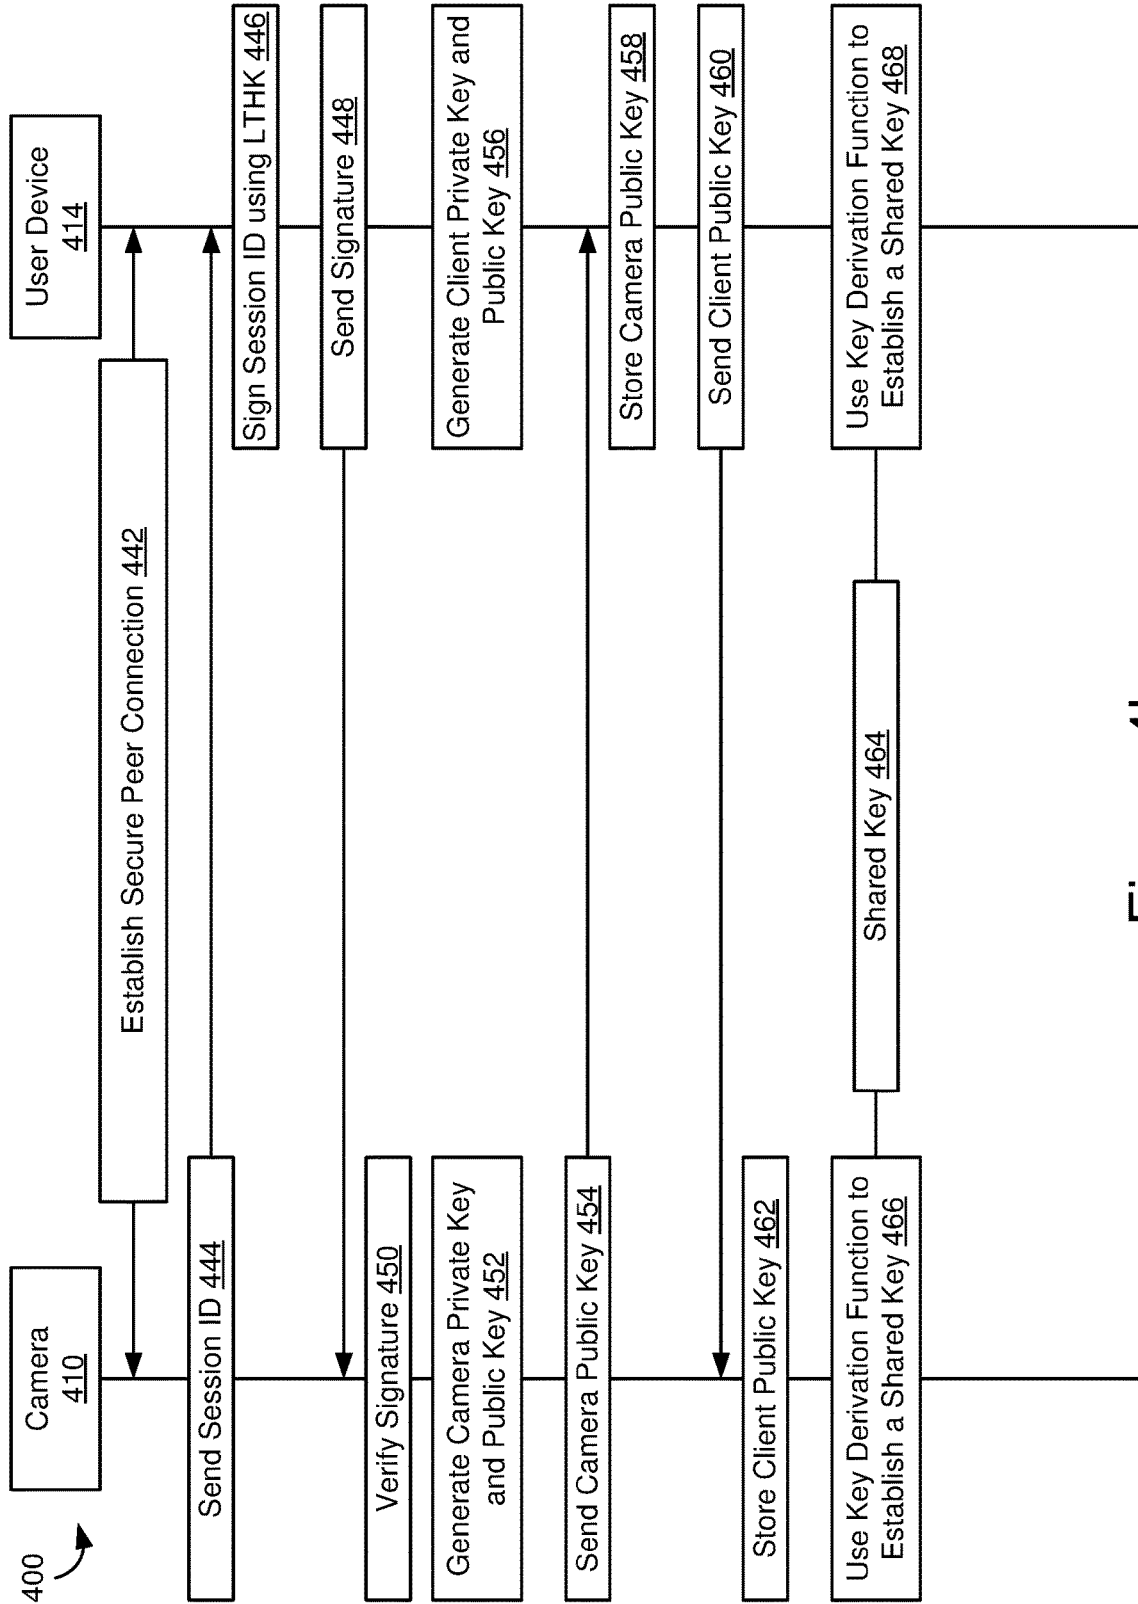 400
Camera
410
User Device
414
Establish Secure Peer Connection 442
Send Session ID 444
Sign Session ID using LTHK 446
Send Signature 448
Verify Signature 450
Generate Camera Private Key
and Public Key 452
Generate Client Private Key and
Public Key 456
Send Camera Public Key 454
Store Camera Public Key 458
Send Client Public Key 460
Store Client Public Key 462
Use Key Derivation Function to
Establish a Shared Key 466
Shared Key 464
Use Key Derivation Function to
Establish a Shared Key 468